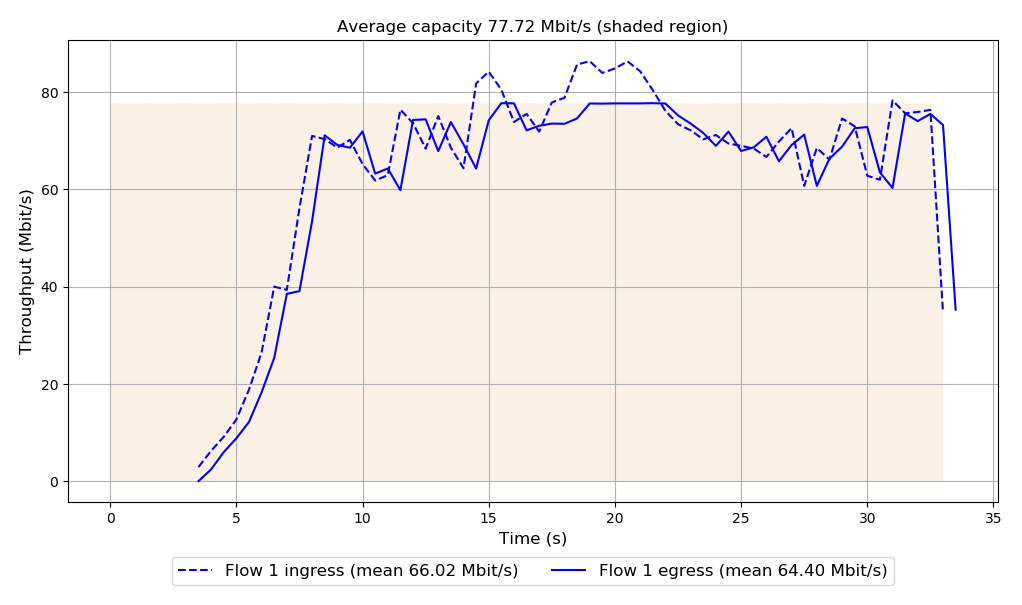 Average capacity 77.72 Mbit/s (shaded region)
Throughput (Mbit/s)
80
60
40
20
0
0 5 10 15 20 25 30 35
Time (s)
Flow 1 ingress (mean 66.02 Mbit/s) Flow 1 egress (mean 64.40 Mbit/s)